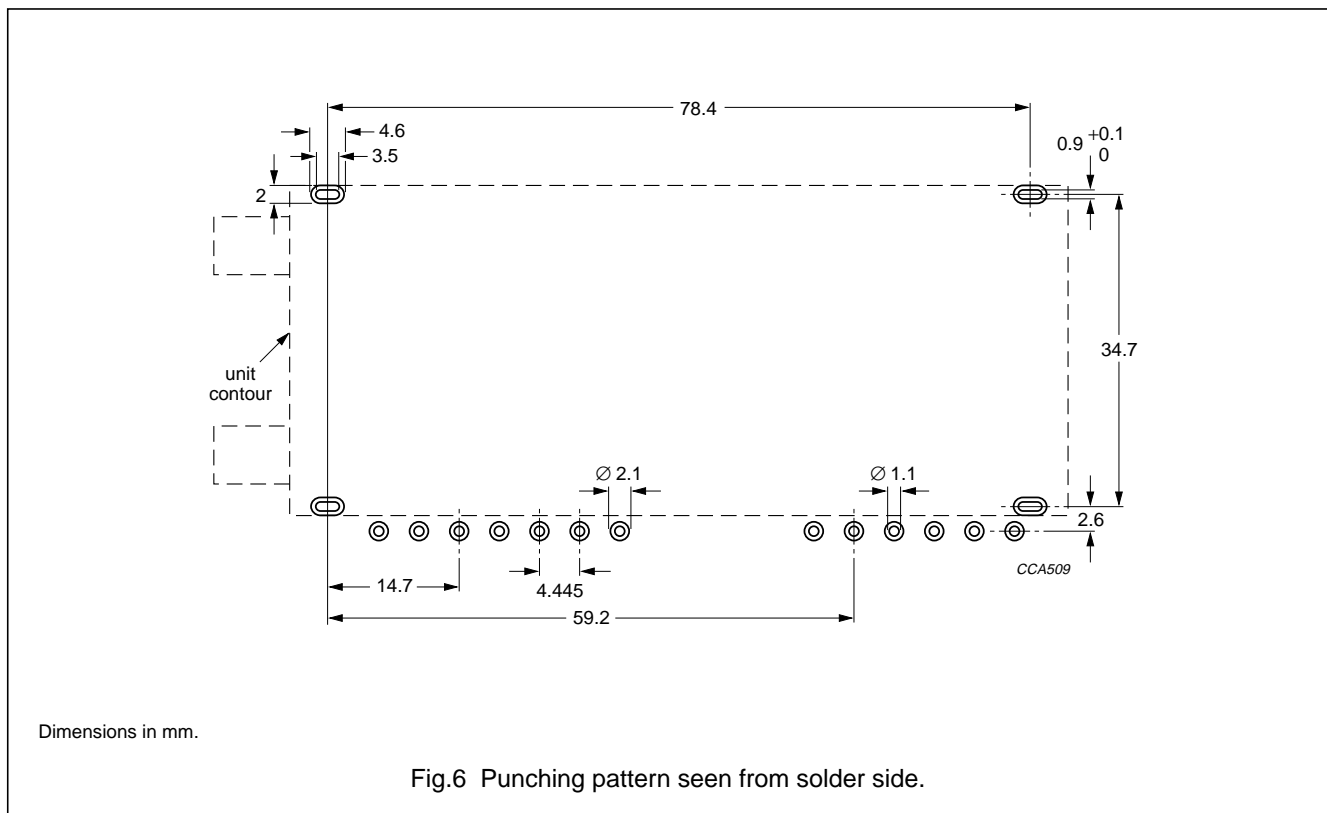 78.4
4.6
3.5
2
0.9 +0.1
0
unit
contour
34.7
∅ 2.1
∅ 1.1
2.6
CCA509
14.7
4.445
59.2
Dimensions in mm.
Fig.6 Punching pattern seen from solder side.